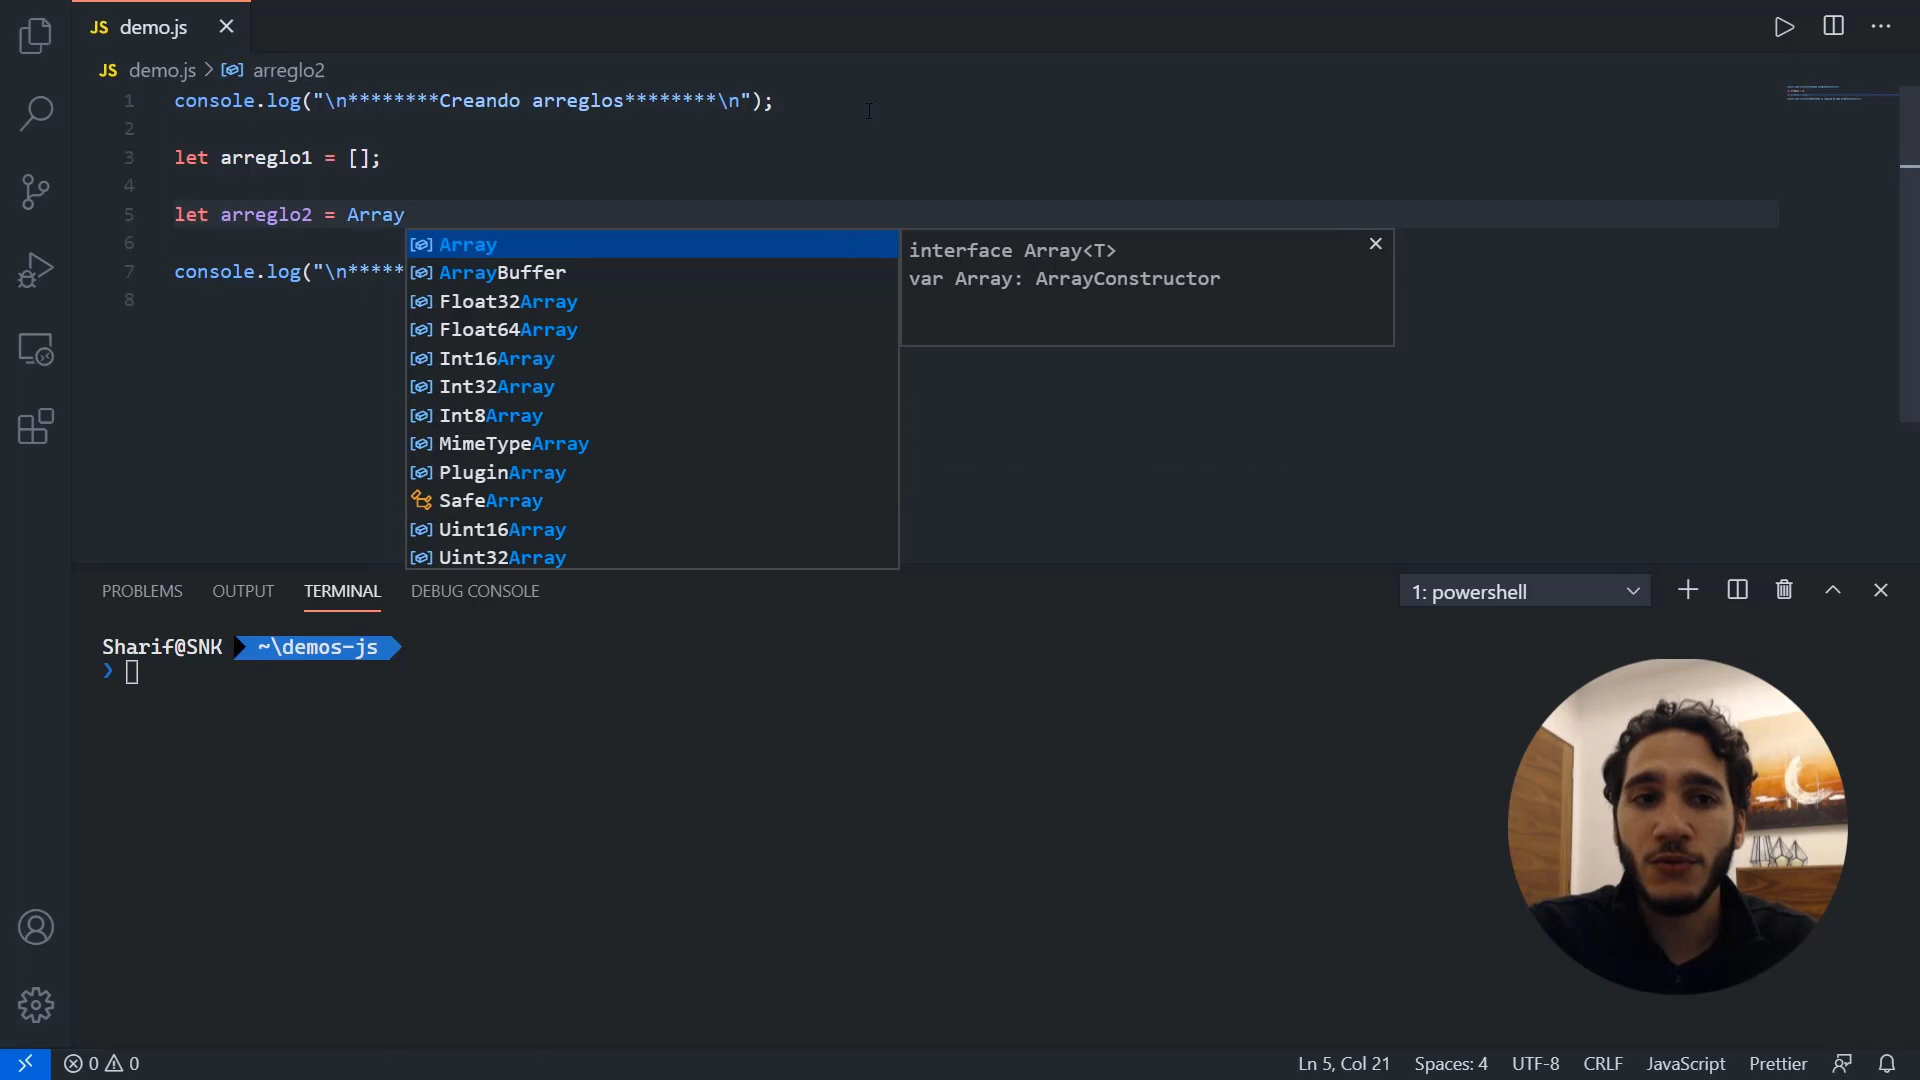 JS demo.js
JS demo.js > arreglo2
1 console.log("\n********Creando arreglos********\n");
2
3 let arreglo1 = [];
4
5 let arreglo2 = Array
6
7 console.log("\n*****
8
Array
ArrayBuffer
Float32Array
Float64Array
Int16Array
Int32Array
Int8Array
MimeTypeArray
PluginArray
SafeArray
Uint16Array
Uint32Array
interface Array<T>
var Array: ArrayConstructor
PROBLEMS OUTPUT TERMINAL DEBUG CONSOLE 1: powershell
Sharif@SNK ~\demos-js
❯
0 0 Ln 5, Col 21 Spaces: 4 UTF-8 CRLF JavaScript Prettier